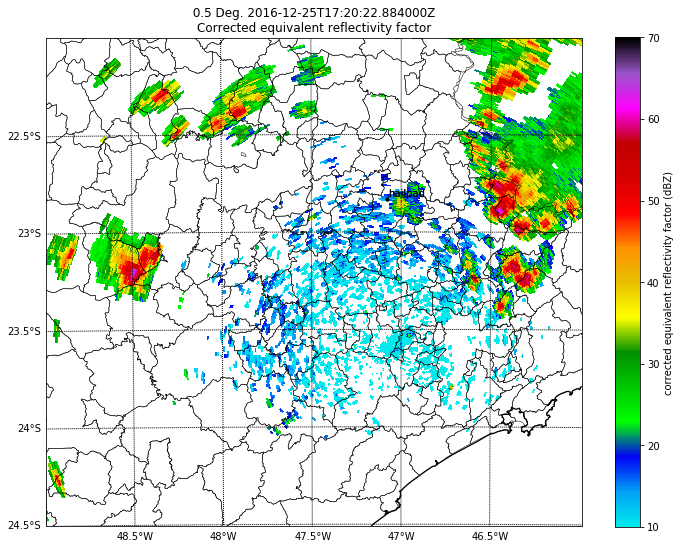 0.5 Deg. 2016-12-25T17:20:22.884000Z
Corrected equivalent reflectivity factor
70
60
50
40
30
20
10
corrected equivalent reflectivity factor (dBZ)
22.5°S
23°S
23.5°S
24°S
24.5°S
48.5°W
48°W
47.5°W
47°W
46.5°W